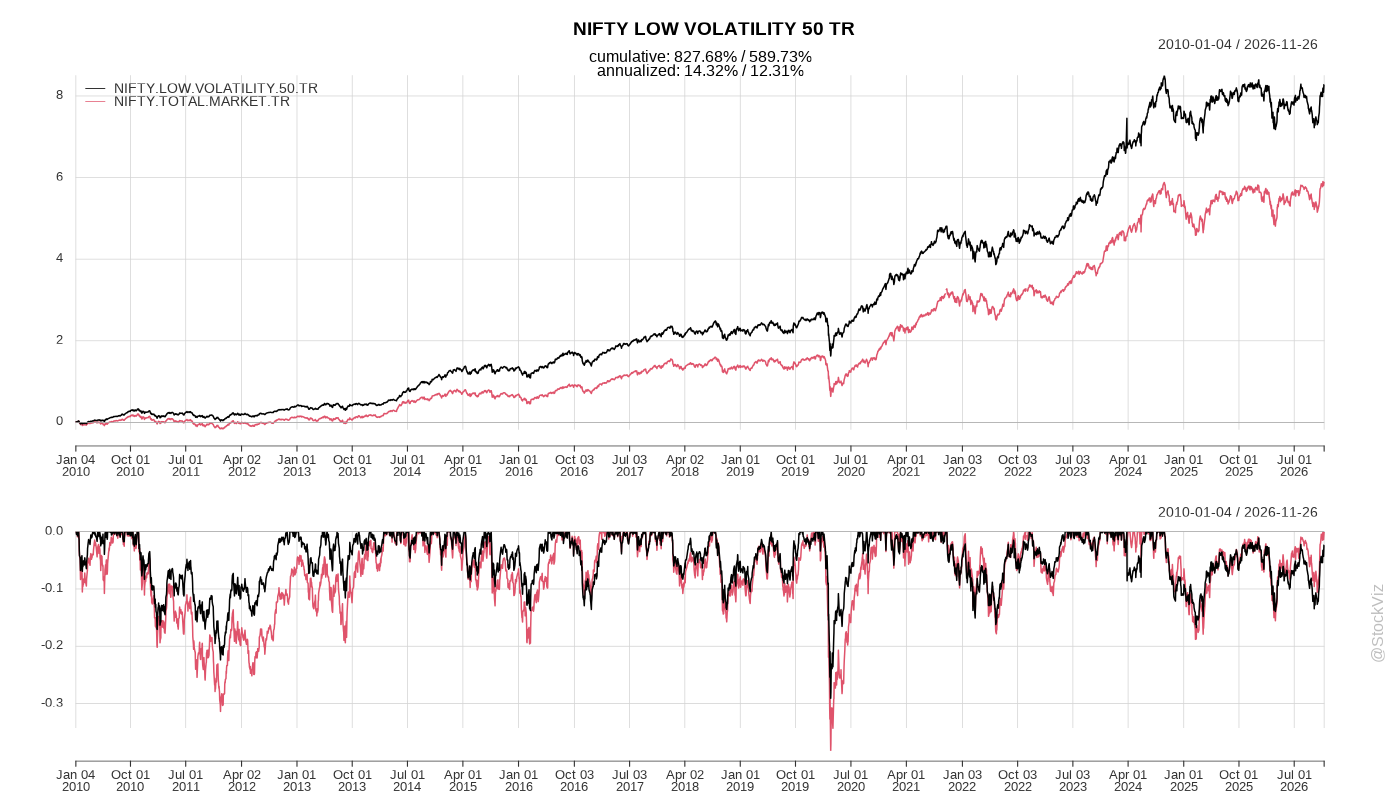 NIFTY LOW VOLATILITY 50 TR
2010-01-04 / 2026-11-26
cumulative: 827.68% / 589.73%
annualized: 14.32% / 12.31%
NIFTY.LOW.VOLATILITY.50.TR
NIFTY.TOTAL.MARKET.TR
8
6
4
2
0
Jan 04 Oct 01 Jul 01 Apr 02 Jan 01 Oct 01 Jul 01 Apr 01 Jan 01 Oct 03 Jul 03 Apr 02 Jan 01 Oct 01 Jul 01 Apr 01 Jan 03 Oct 03 Jul 03 Apr 01 Jan 01 Oct 01 Jul 01
2010 2010 2011 2012 2013 2013 2014 2015 2016 2016 2017 2018 2019 2019 2020 2021 2022 2022 2023 2024 2025 2025 2026
2010-01-04 / 2026-11-26
0.0
-0.1
-0.2
-0.3
Jan 04 Oct 01 Jul 01 Apr 02 Jan 01 Oct 01 Jul 01 Apr 01 Jan 01 Oct 03 Jul 03 Apr 02 Jan 01 Oct 01 Jul 01 Apr 01 Jan 03 Oct 03 Jul 03 Apr 01 Jan 01 Oct 01 Jul 01
2010 2010 2011 2012 2013 2013 2014 2015 2016 2016 2017 2018 2019 2019 2020 2021 2022 2022 2023 2024 2025 2025 2026
@StockViz